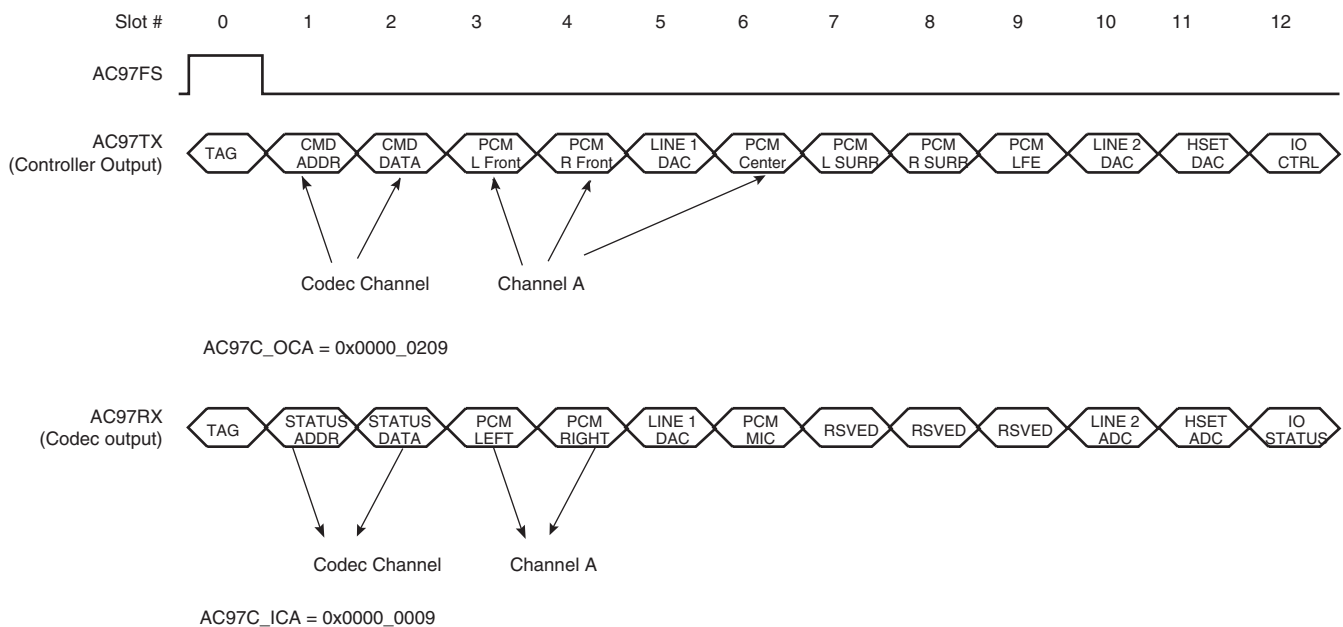 Slot # 0 1 2 3 4 5 6 7 8 9 10 11 12
AC97FS
AC97TX
(Controller Output)
TAG
CMD
ADDR
CMD
DATA
PCM
L Front
PCM
R Front
LINE 1
DAC
PCM
Center
PCM
L SURR
PCM
R SURR
PCM
LFE
LINE 2
DAC
HSET
DAC
IO
CTRL
Codec Channel
Channel A
AC97C_OCA = 0x0000_0209
AC97RX
(Codec output)
TAG
STATUS
ADDR
STATUS
DATA
PCM
LEFT
PCM
RIGHT
LINE 1
DAC
PCM
MIC
RSVED
RSVED
RSVED
LINE 2
ADC
HSET
ADC
IO
STATUS
Codec Channel
Channel A
AC97C_ICA = 0x0000_0009